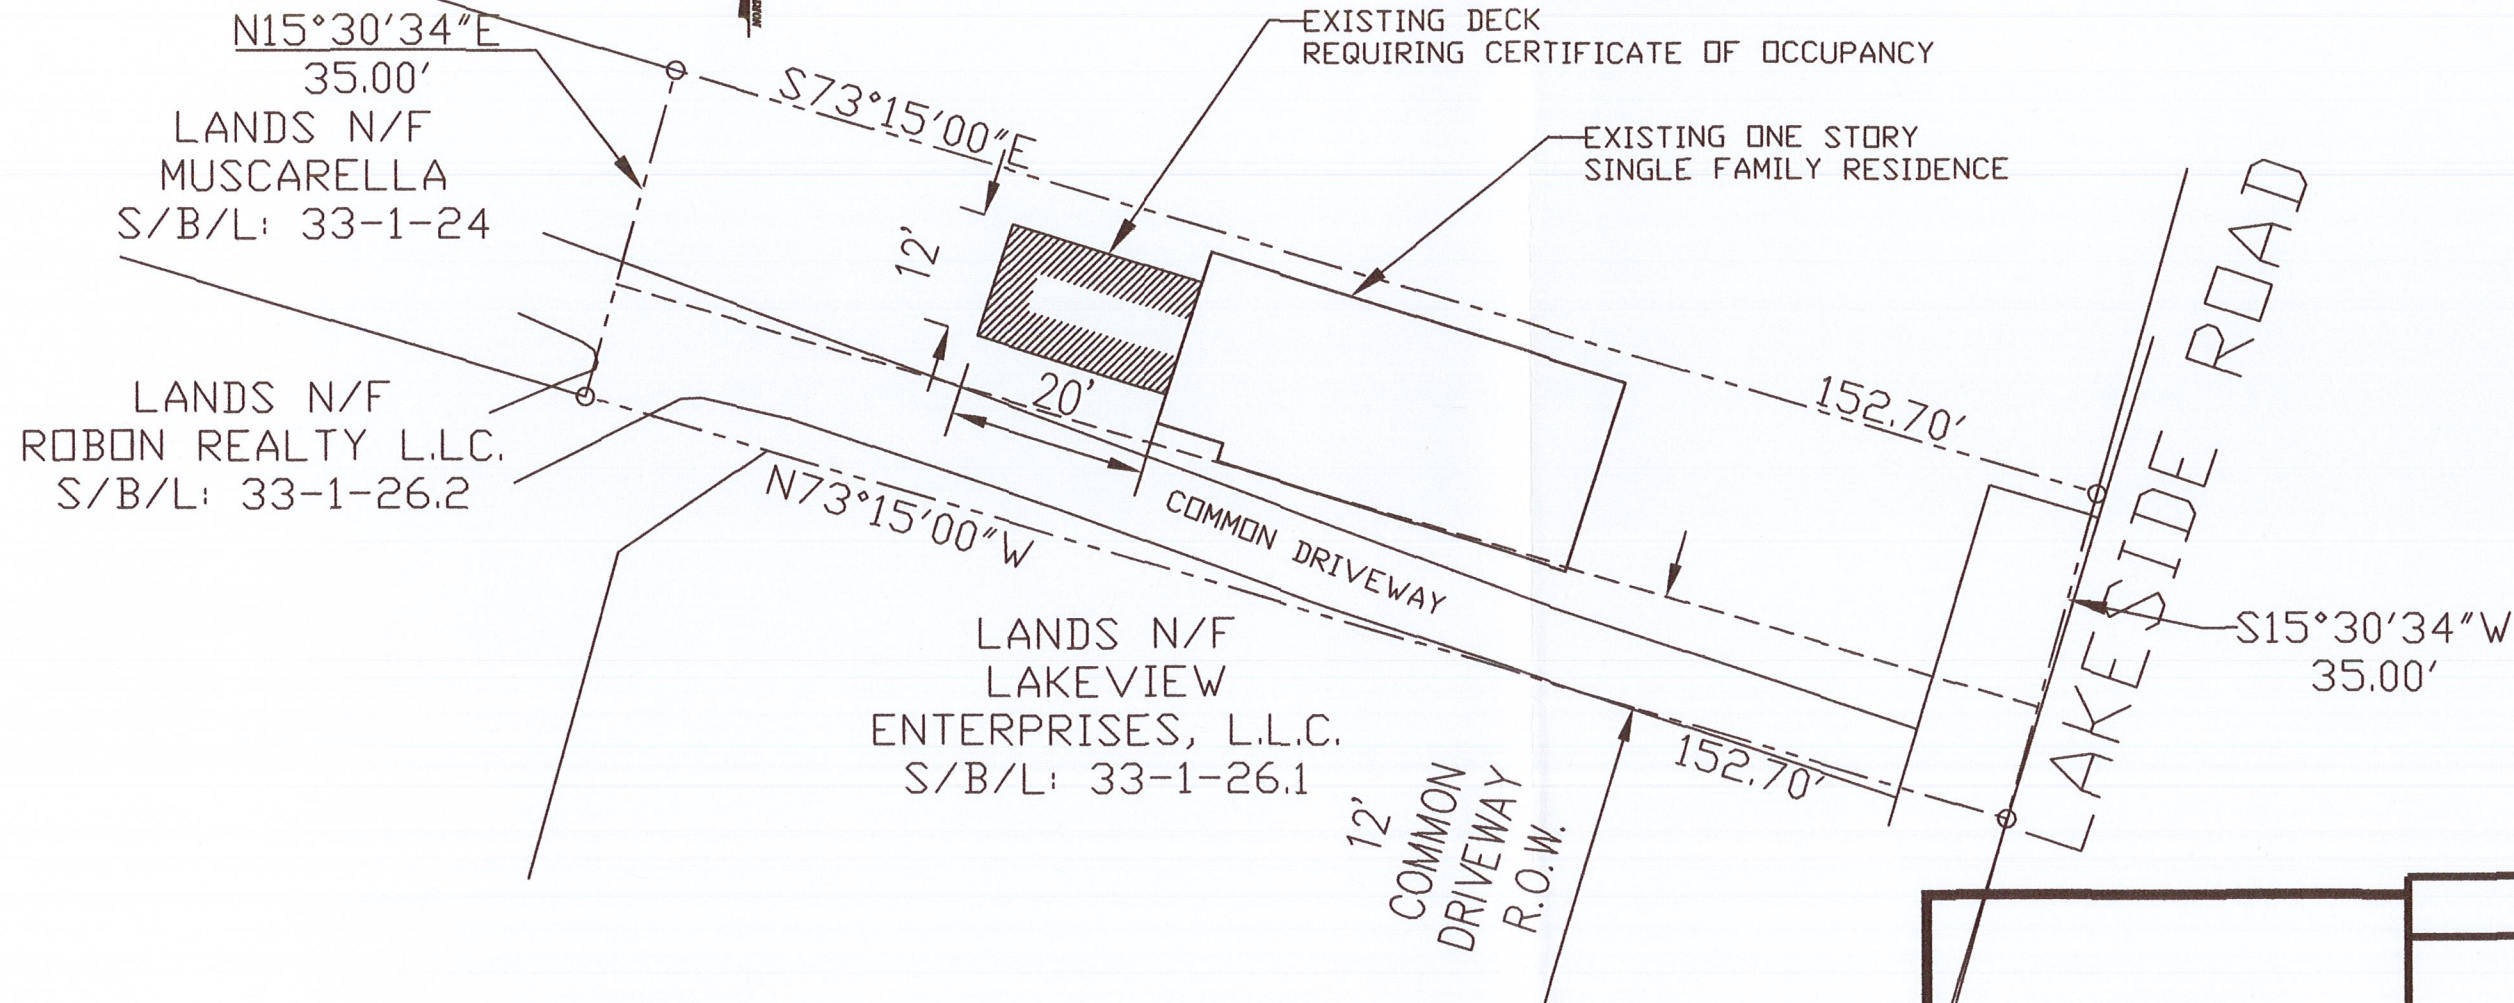 N15°30'34"E
35.00'
LANDS N/F
MUSCARELLA
S/B/L: 33-1-24
LANDS N/F
ROBON REALTY L.L.C.
S/B/L: 33-1-26.2
S73°15'00"E
152.70'
EXISTING DECK
REQUIRING CERTIFICATE OF OCCUPANCY
EXISTING ONE STORY
SINGLE FAMILY RESIDENCE
12'
20'
N73°15'00"W
152.70'
COMMON DRIVEWAY
LANDS N/F
LAKEVIEW
ENTERPRISES, L.L.C.
S/B/L: 33-1-26.1
12'
COMMON
DRIVEWAY
R.O.W.
LAKESIDE ROAD
S15°30'34"W
35.00'